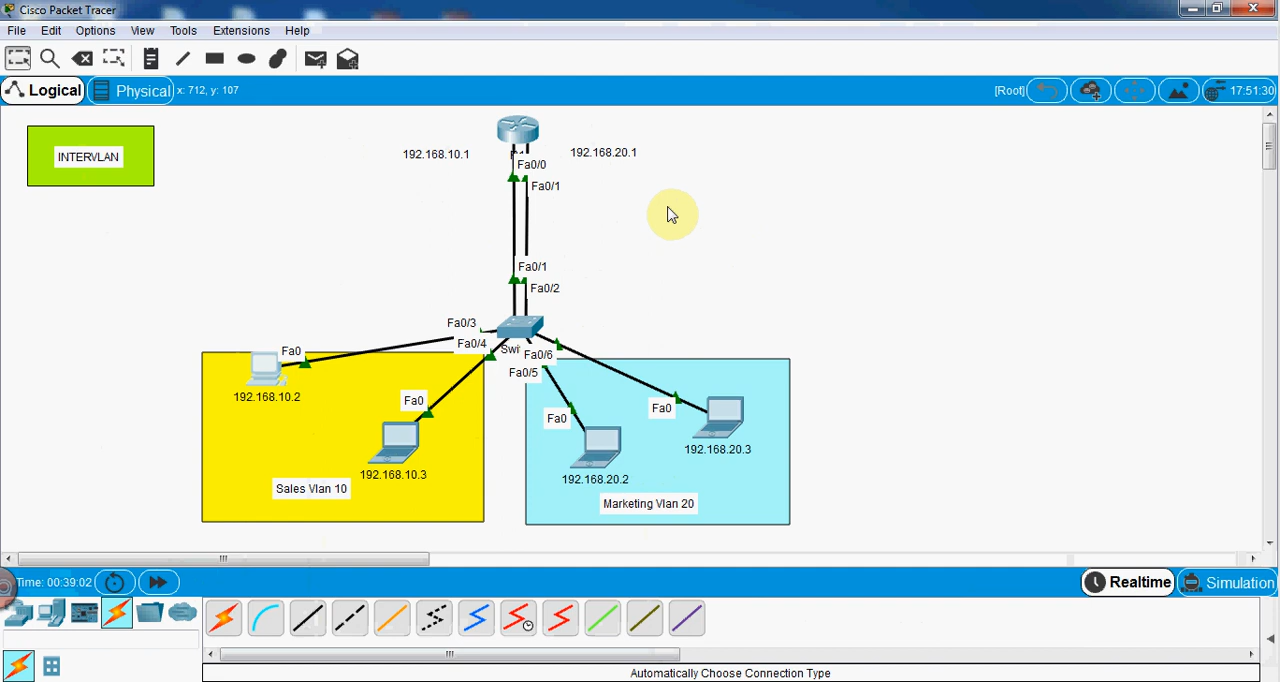 Cisco Packet Tracer
File Edit Options View Tools Extensions Help
Logical Physical x: 712, y: 107 [Root] 17:51:30
INTERVLAN
192.168.10.1
192.168.20.1
Fa0/0
Fa0/1
Fa0/1
Fa0/2
Fa0/3
Fa0/4
Fa0/6
Fa0/5
Fa0
192.168.10.2
Fa0
192.168.10.3
Sales Vlan 10
Fa0
192.168.20.2
Fa0
192.168.20.3
Marketing Vlan 20
Time: 00:39:02 Realtime Simulation
Automatically Choose Connection Type